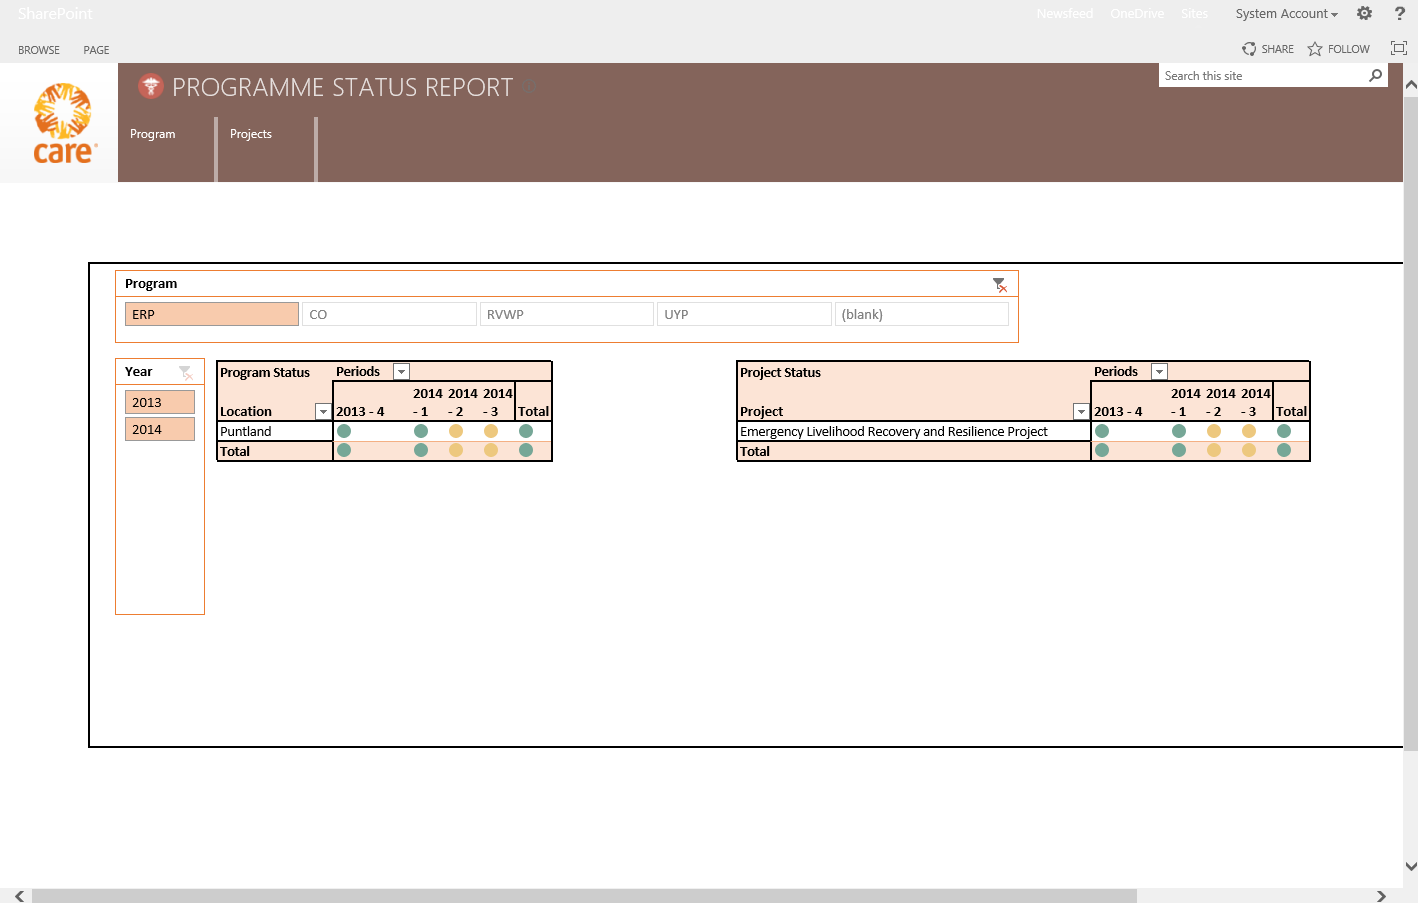 SharePoint
Newsfeed OneDrive Sites System Account ?
BROWSE PAGE
SHARE FOLLOW
care
PROGRAMME STATUS REPORT
Search this site
Program Projects
Program
ERP CO RVWP UYP (blank)
Year
2013
2014
Program Status Periods
Location 2013 - 4 2014 - 1 2014 - 2 2014 - 3 Total
Puntland
Total
Project Status Periods
Project 2013 - 4 2014 - 1 2014 - 2 2014 - 3 Total
Emergency Livelihood Recovery and Resilience Project
Total